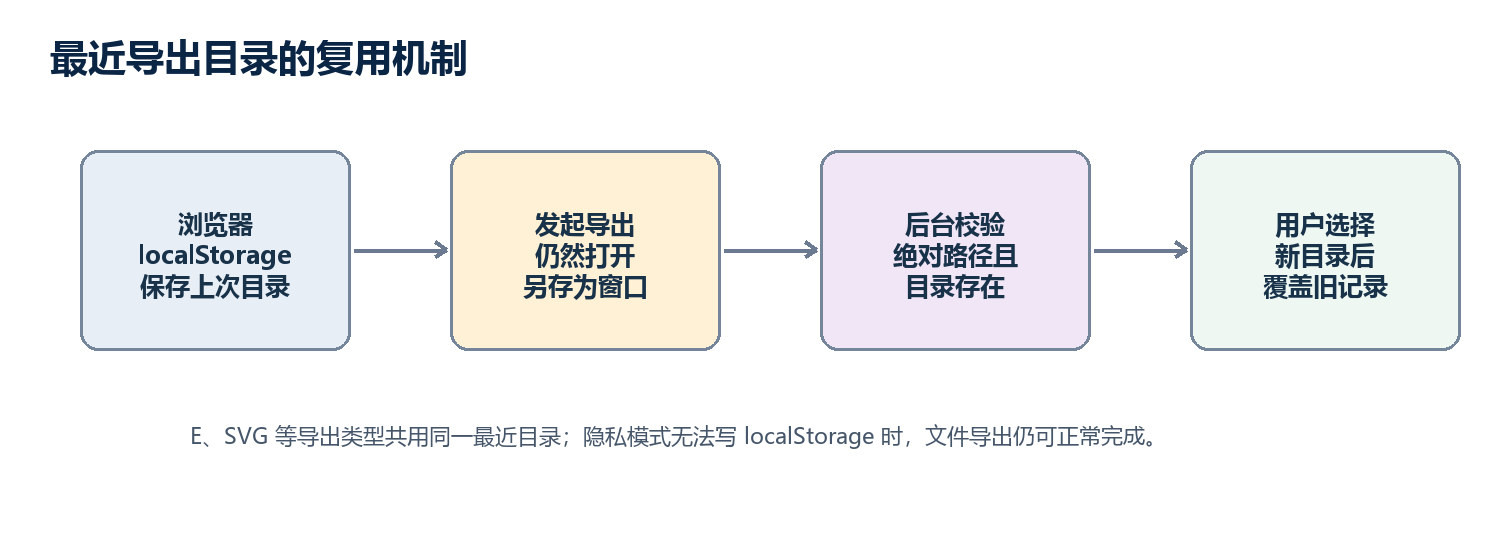 最近导出目录的复用机制
浏览器
localStorage
保存上次目录
发起导出
仍然打开
另存为窗口
后台校验
绝对路径且
目录存在
用户选择
新目录后
覆盖旧记录
E、SVG 等导出类型共用同一最近目录；隐私模式无法写 localStorage 时，文件导出仍可正常完成。